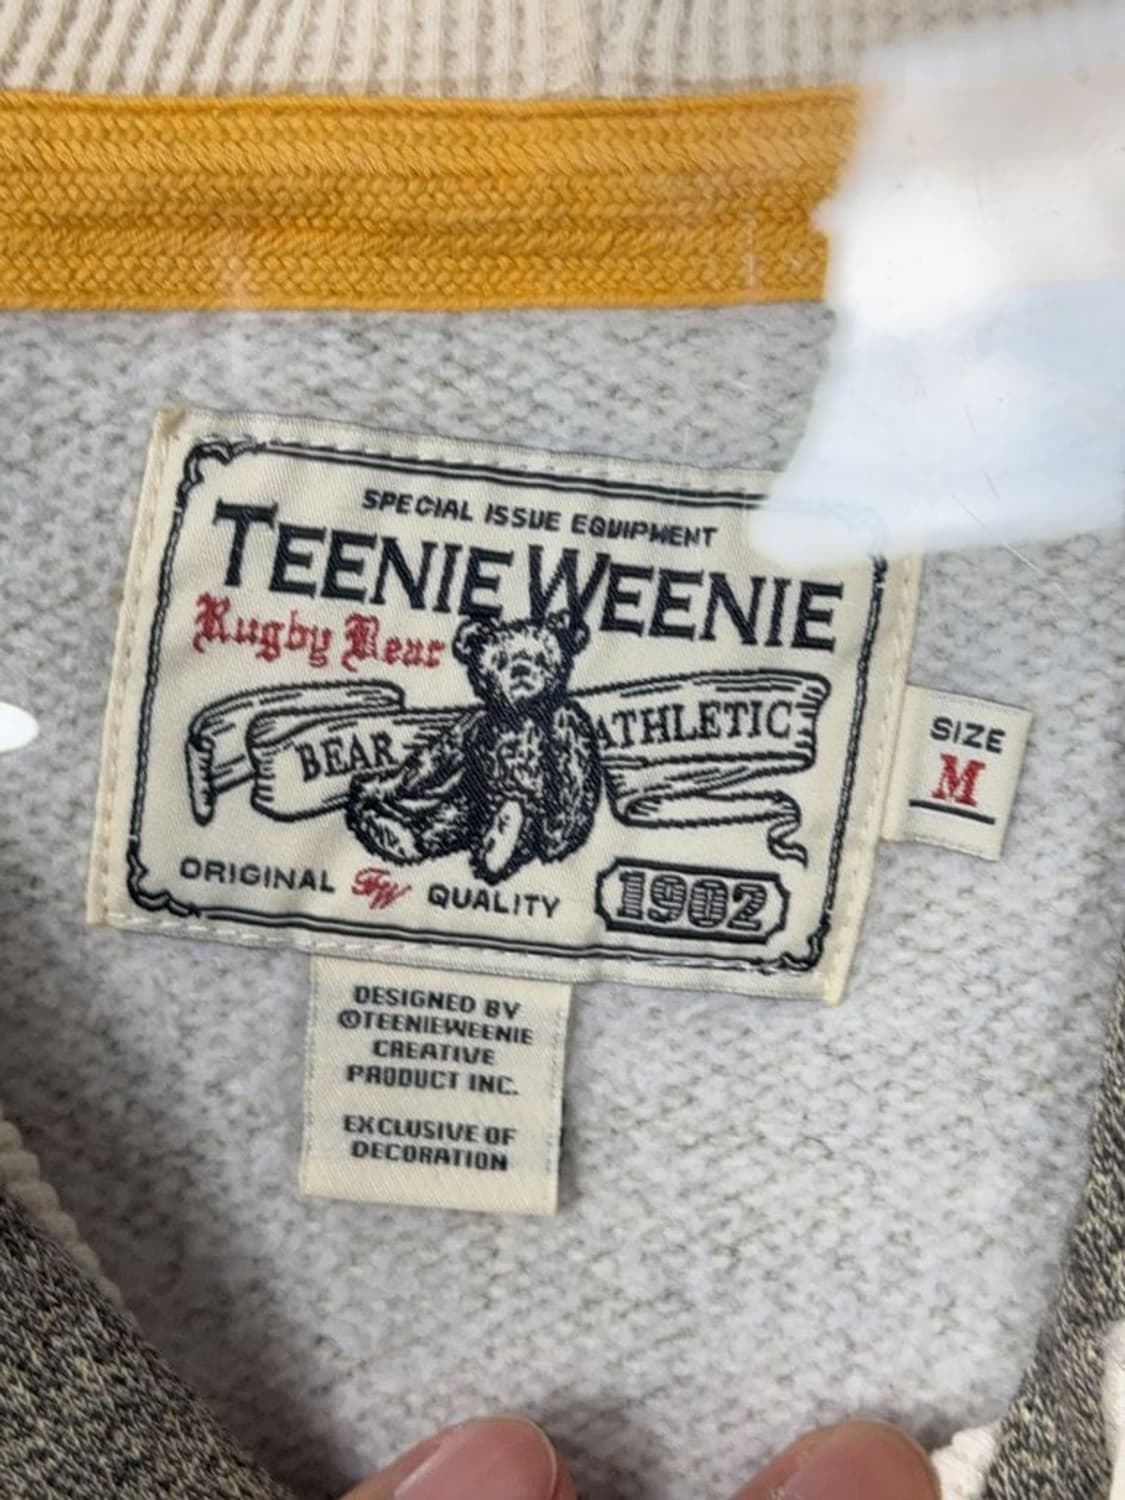 SPECIAL ISSUE EQUIPMENT
TEENIE WEENIE
Rugby Bear
BEAR ATHLETIC
ORIGINAL TW QUALITY
1902
SIZE
M
DESIGNED BY
©TEENIEWEENIE
CREATIVE
PRODUCT INC.
EXCLUSIVE OF
DECORATION